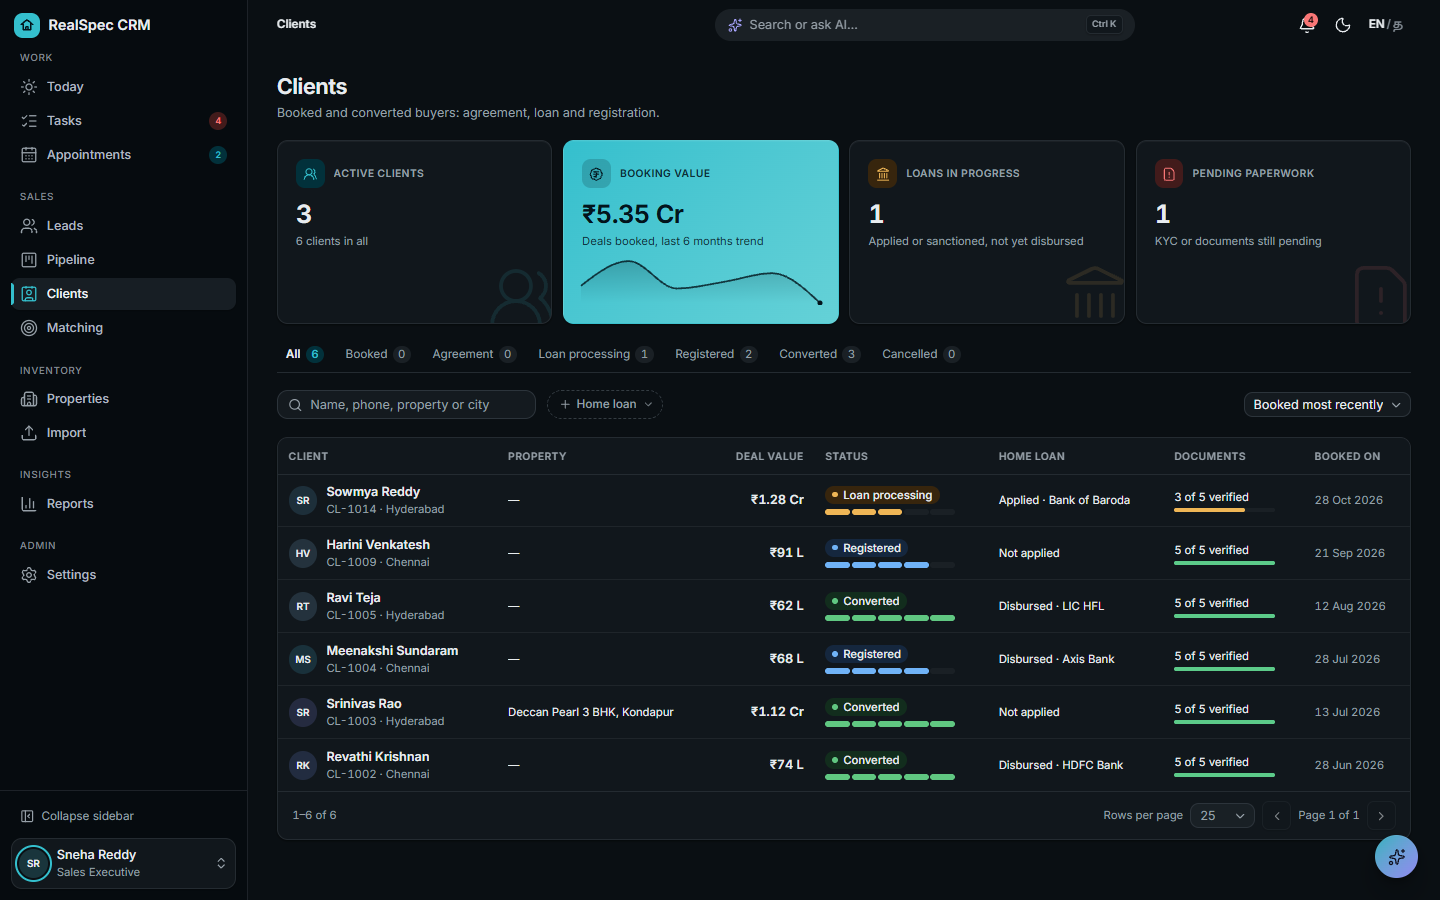 RealSpec CRM
WORK
Today
Tasks 4
Appointments 2
SALES
Leads
Pipeline
Clients
Matching
INVENTORY
Properties
Import
INSIGHTS
Reports
ADMIN
Settings
Collapse sidebar
SR
Sneha Reddy
Sales Executive
Clients
Search or ask AI...
Ctrl K
4
EN / த
Clients
Booked and converted buyers: agreement, loan and registration.
ACTIVE CLIENTS
3
6 clients in all
BOOKING VALUE
₹5.35 Cr
Deals booked, last 6 months trend
LOANS IN PROGRESS
1
Applied or sanctioned, not yet disbursed
PENDING PAPERWORK
1
KYC or documents still pending
All 6 Booked 0 Agreement 0 Loan processing 1 Registered 2 Converted 3 Cancelled 0
Name, phone, property or city
+ Home loan
Booked most recently
CLIENT PROPERTY DEAL VALUE STATUS HOME LOAN DOCUMENTS BOOKED ON
SR Sowmya Reddy — ₹1.28 Cr Loan processing Applied · Bank of Baroda 3 of 5 verified 28 Oct 2026
CL-1014 · Hyderabad
HV Harini Venkatesh — ₹91 L Registered Not applied 5 of 5 verified 21 Sep 2026
CL-1009 · Chennai
RT Ravi Teja — ₹62 L Converted Disbursed · LIC HFL 5 of 5 verified 12 Aug 2026
CL-1005 · Hyderabad
MS Meenakshi Sundaram — ₹68 L Registered Disbursed · Axis Bank 5 of 5 verified 28 Jul 2026
CL-1004 · Chennai
SR Srinivas Rao Deccan Pearl 3 BHK, Kondapur ₹1.12 Cr Converted Not applied 5 of 5 verified 13 Jul 2026
CL-1003 · Hyderabad
RK Revathi Krishnan — ₹74 L Converted Disbursed · HDFC Bank 5 of 5 verified 28 Jun 2026
CL-1002 · Chennai
1–6 of 6
Rows per page 25 Page 1 of 1